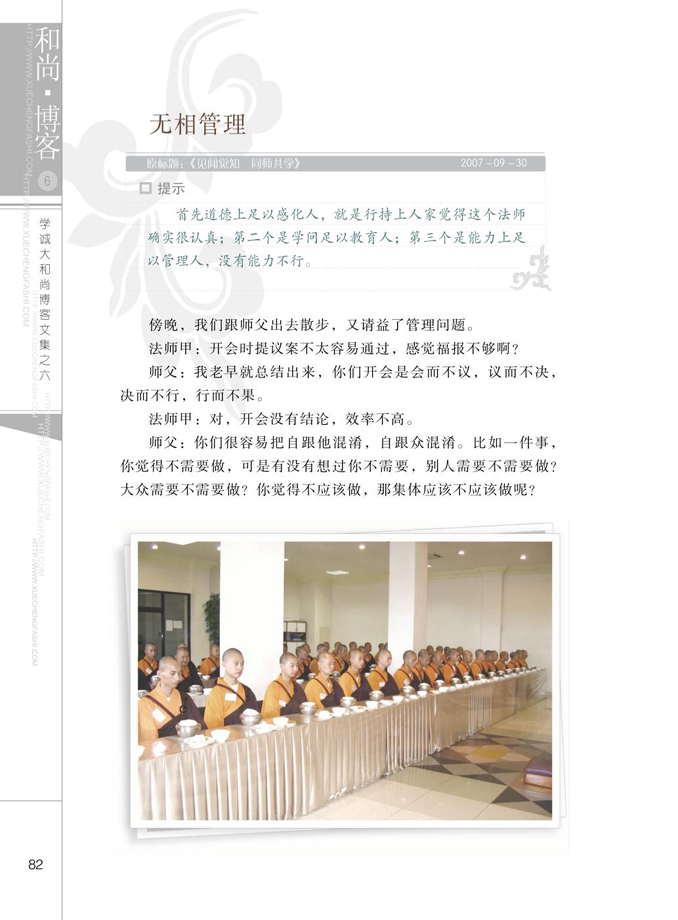 和尚·博客
6
学诚大和尚博客文集之六
HTTP://WWW.XUECHENGFASHI.COM
无相管理
原标题：《见闻觉知 同师共学》 2007-09-30
提示
首先道德上足以感化人，就是行持上人家觉得这个法师
确实很认真；第二个是学问足以教育人；第三个是能力上足
以管理人，没有能力不行。
傍晚，我们跟师父出去散步，又请益了管理问题。
法师甲：开会时提议案不太容易通过，感觉福报不够啊？
师父：我老早就总结出来，你们开会是会而不议，议而不决，
决而不行，行而不果。
法师甲：对，开会没有结论，效率不高。
师父：你们很容易把自跟他混淆，自跟众混淆。比如一件事，
你觉得不需要做，可是有没有想过你不需要，别人需要不需要做？
大众需要不需要做？你觉得不应该做，那集体应该不应该做呢？
82